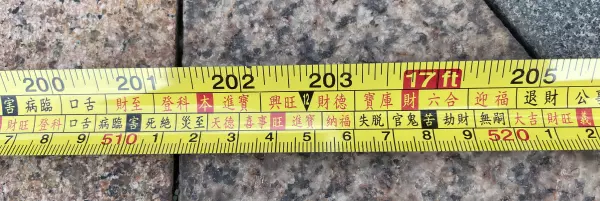 200 201 202 203 17ft 205
害 病臨 口舌 財至 登科 本 進寶 興旺 12 財德 寶庫 財 六合 迎福 退財 公事
財旺 登科 口舌 病臨 害 死絶 災至 天德 喜事 旺 進寶 納福 失脱 官鬼 苦 劫財 無嗣 大吉 財旺 義
7 8 9 510 1 2 3 4 5 6 7 8 9 520 1 2